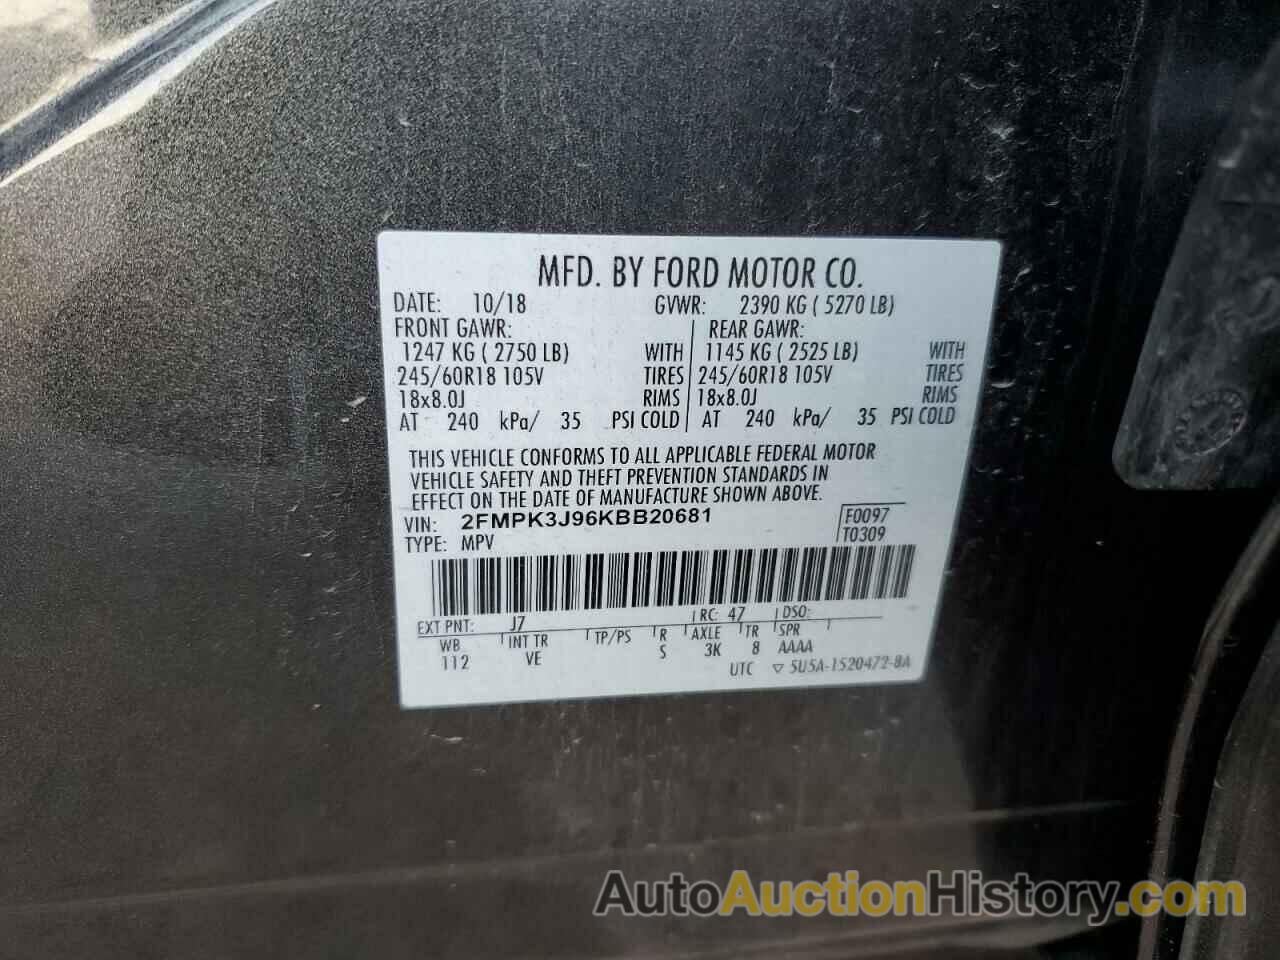 MFD. BY FORD MOTOR CO.
DATE: 10/18 GVWR: 2390 KG ( 5270 LB)
FRONT GAWR: REAR GAWR:
1247 KG ( 2750 LB) WITH 1145 KG ( 2525 LB) WITH
245/60R18 105V TIRES 245/60R18 105V TIRES
18x8.0J RIMS 18x8.0J RIMS
AT 240 kPa/ 35 PSI COLD AT 240 kPa/ 35 PSI COLD
THIS VEHICLE CONFORMS TO ALL APPLICABLE FEDERAL MOTOR
VEHICLE SAFETY AND THEFT PREVENTION STANDARDS IN
EFFECT ON THE DATE OF MANUFACTURE SHOWN ABOVE.
VIN: 2FMPK3J96KBB20681 F0097
TYPE: MPV T0309
EXT PNT: J7 RC: 47 DSO:
WB INT TR TP/PS R AXLE TR SPR
112 VE S 3K 8 AAAA
UTC ▽ 5U5A-1520472-BA
AutoAuctionHistory.com